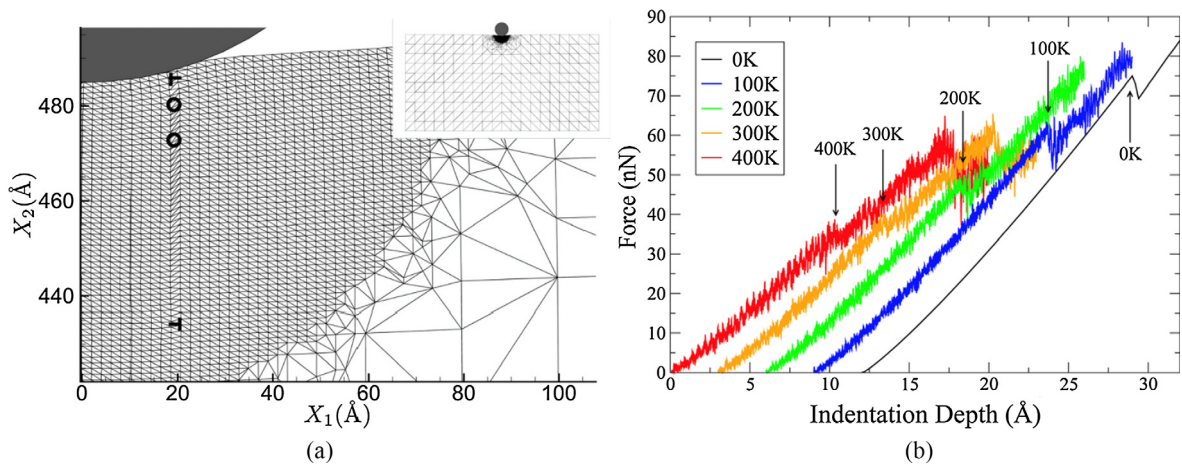 (a)
480
460
440
X₂(Å)
0 20 40 60 80 100
X₁(Å)
(b)
90
80
70
60
50
40
30
20
10
0
Force (nN)
0K
100K
200K
300K
400K
400K
300K
200K
100K
0K
0 5 10 15 20 25 30
Indentation Depth (Å)
(a)
(b)